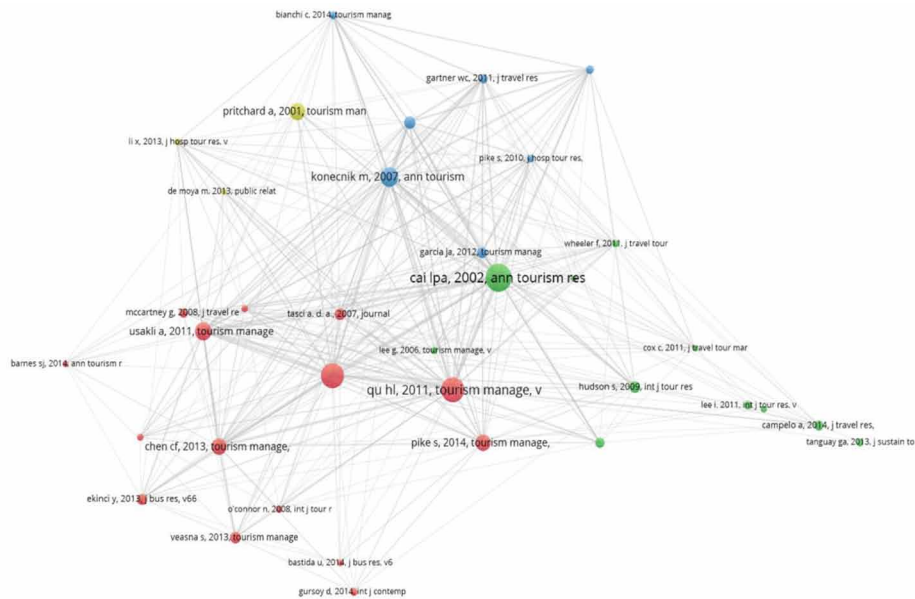 bianchi c, 2014, tourism manag
gartner wc, 2011, j travel res
pritchard a, 2001, tourism man
li x, 2013, j hosp tour res, v
pike s, 2010, j hosp tour res,
konecnik m, 2007, ann tourism
de moya m, 2013, public relat
wheeler f, 2011, j travel tour
garcia ja, 2012, tourism manag
cai lpa, 2002, ann tourism res
mccartney g, 2008, j travel re
tasci a. d. a., 2007, journal
usakli a, 2011, tourism manage
lee g, 2006, tourism manage, v
cox c, 2011, j travel tour mar
barnes sj, 2014, ann tourism r
qu hl, 2011, tourism manage, v
hudson s, 2009, int j tour res
lee i, 2011, int j tour res, v
campelo a, 2014, j travel res,
chen cf, 2013, tourism manage,
pike s, 2014, tourism manage,
tanguay ga, 2013, j sustain to
ekinci y, 2013, j bus res, v66
o'connor n, 2008, int j tour r
veasna s, 2013, tourism manage
bastida u, 2014, j bus res, v6
gursoy d, 2014, int j contemp